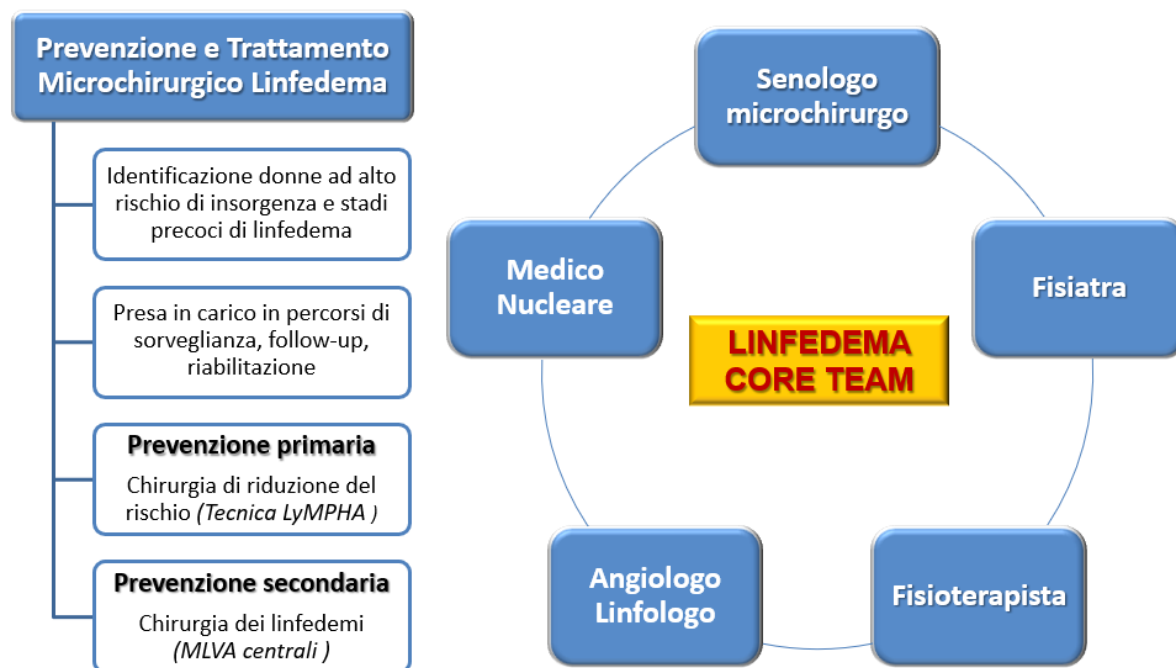 Prevenzione e Trattamento
Microchirurgico Linfedema
Identificazione donne ad alto
rischio di insorgenza e stadi
precoci di linfedema
Presa in carico in percorsi di
sorveglianza, follow-up,
riabilitazione
Prevenzione primaria
Chirurgia di riduzione del
rischio (Tecnica LyMPHA )
Prevenzione secondaria
Chirurgia dei linfedemi
(MLVA centrali )
Senologo
microchirurgo
Medico
Nucleare
Fisiatra
LINFEDEMA
CORE TEAM
Angiologo
Linfologo
Fisioterapista